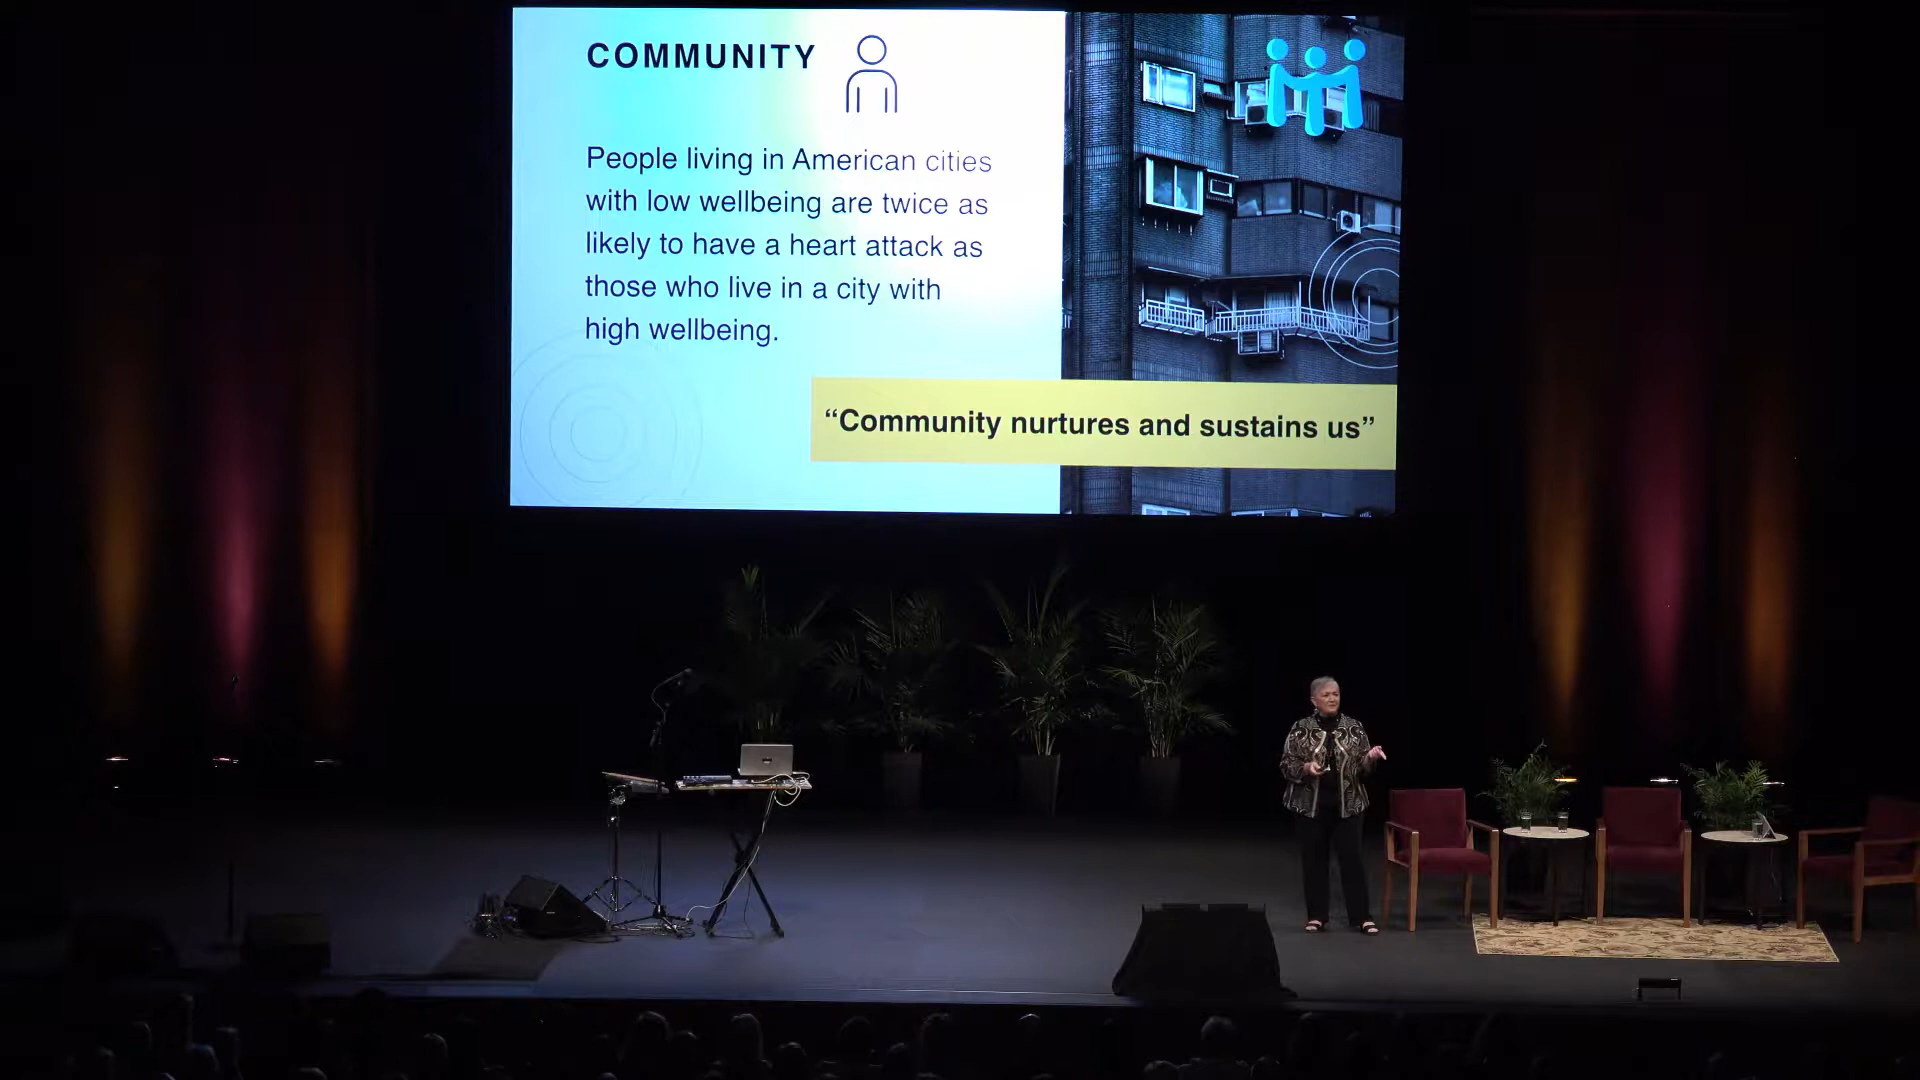 COMMUNITY
People living in American cities
with low wellbeing are twice as
likely to have a heart attack as
those who live in a city with
high wellbeing.
“Community nurtures and sustains us”